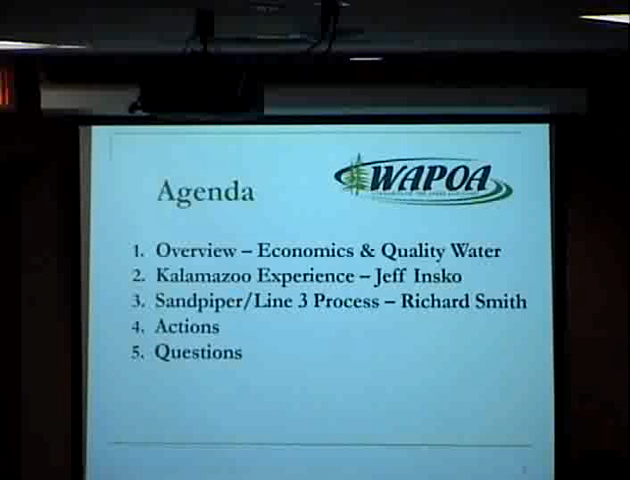 Agenda
WAPOA
1. Overview – Economics & Quality Water
2. Kalamazoo Experience – Jeff Insko
3. Sandpiper/Line 3 Process – Richard Smith
4. Actions
5. Questions